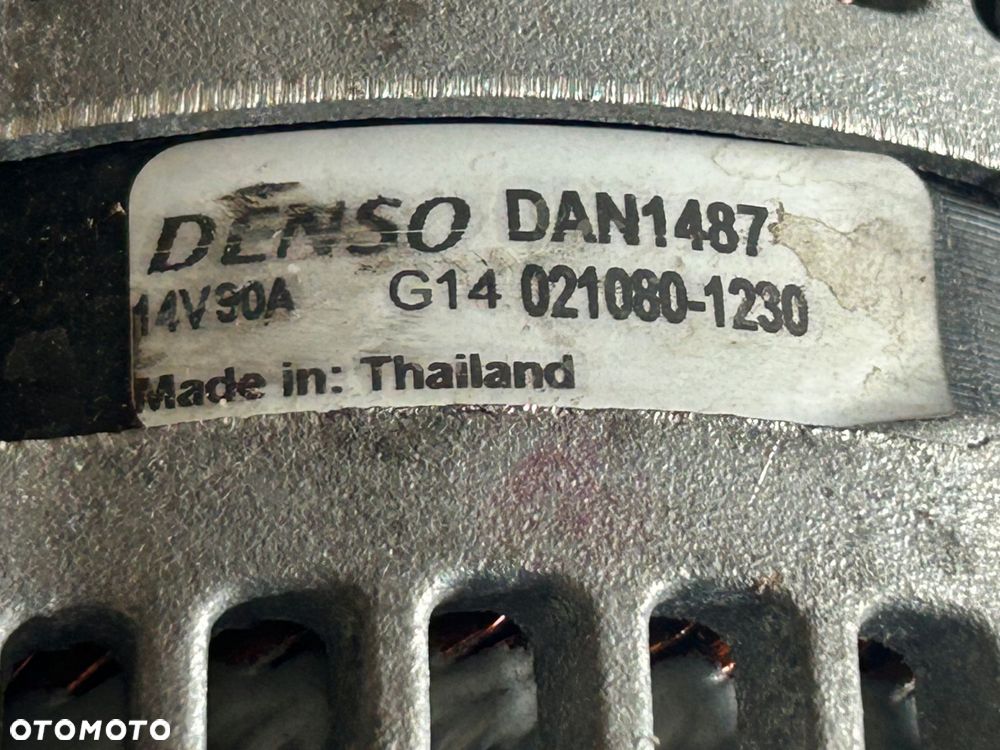 DENSO DAN1487
14V90A G14 021080-1230
Made in: Thailand
OTOMOTO